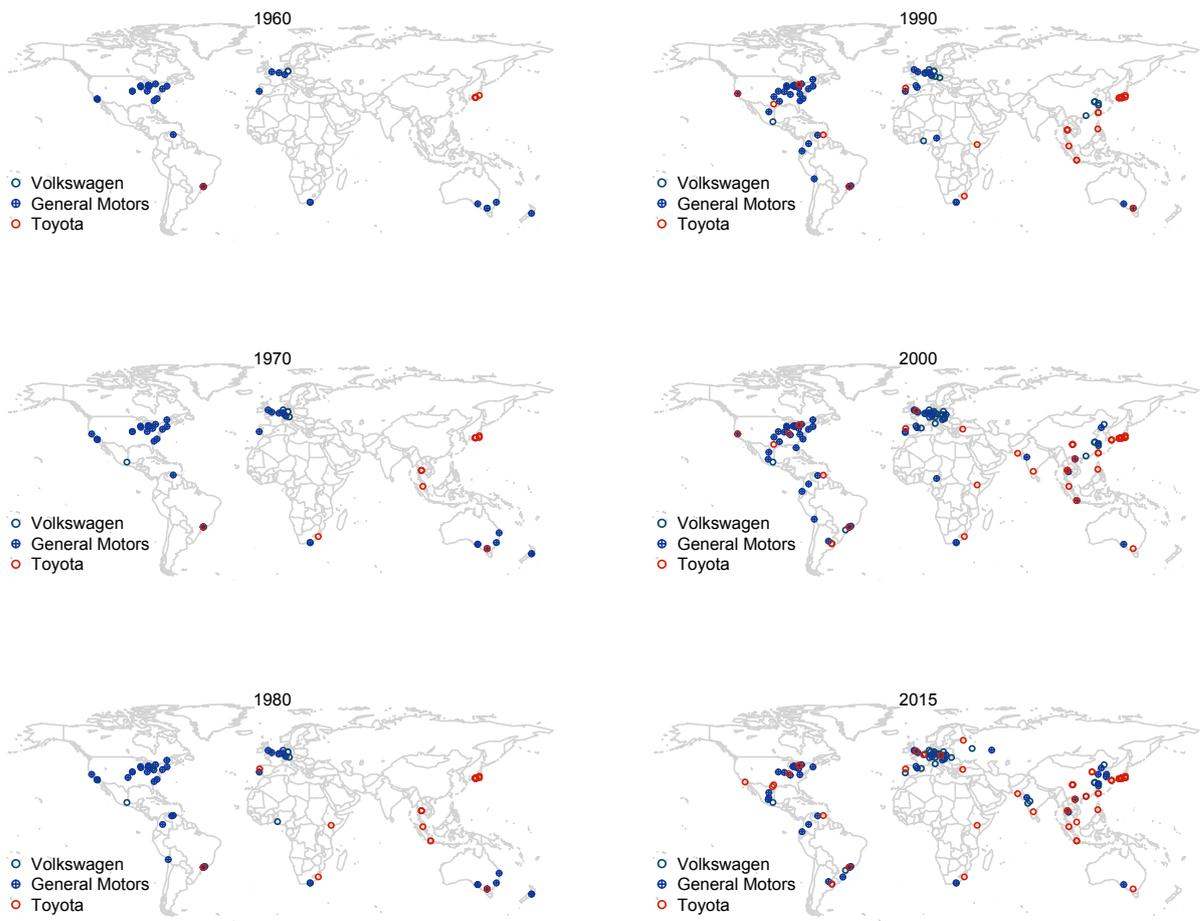 1960
Volkswagen
General Motors
Toyota
1990
Volkswagen
General Motors
Toyota
1970
Volkswagen
General Motors
Toyota
2000
Volkswagen
General Motors
Toyota
1980
Volkswagen
General Motors
Toyota
2015
Volkswagen
General Motors
Toyota